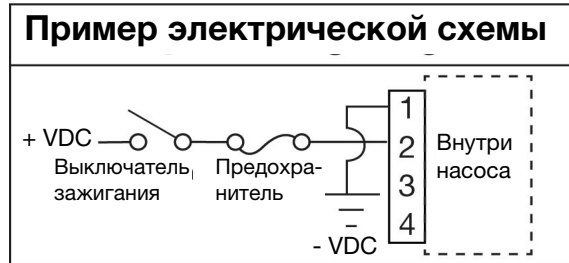 Пример электрической схемы
+ VDC
Выключатель
зажигания
Предохра-
нитель
1
2
3
4
Внутри
насоса
- VDC